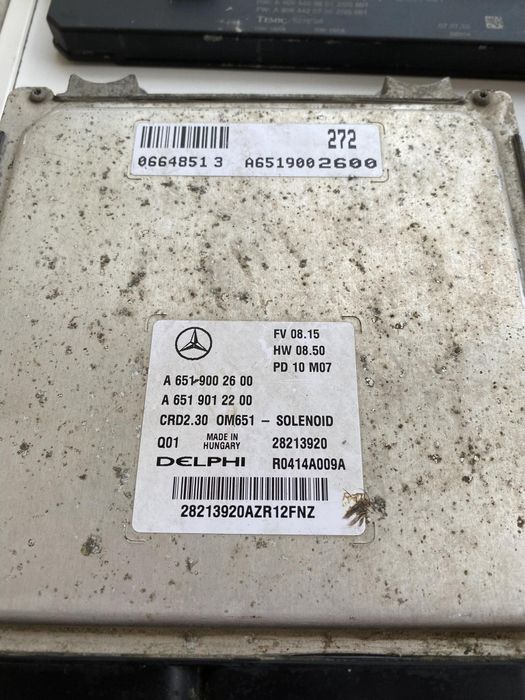 272
0664851 3 A6519002600
FV 08.15
HW 08.50
PD 10 M07
A 651 900 26 00
A 651 901 22 00
CRD2.30 OM651 - SOLENOID
Q01 MADE IN HUNGARY 28213920
DELPHI R0414A009A
28213920AZR12FNZ